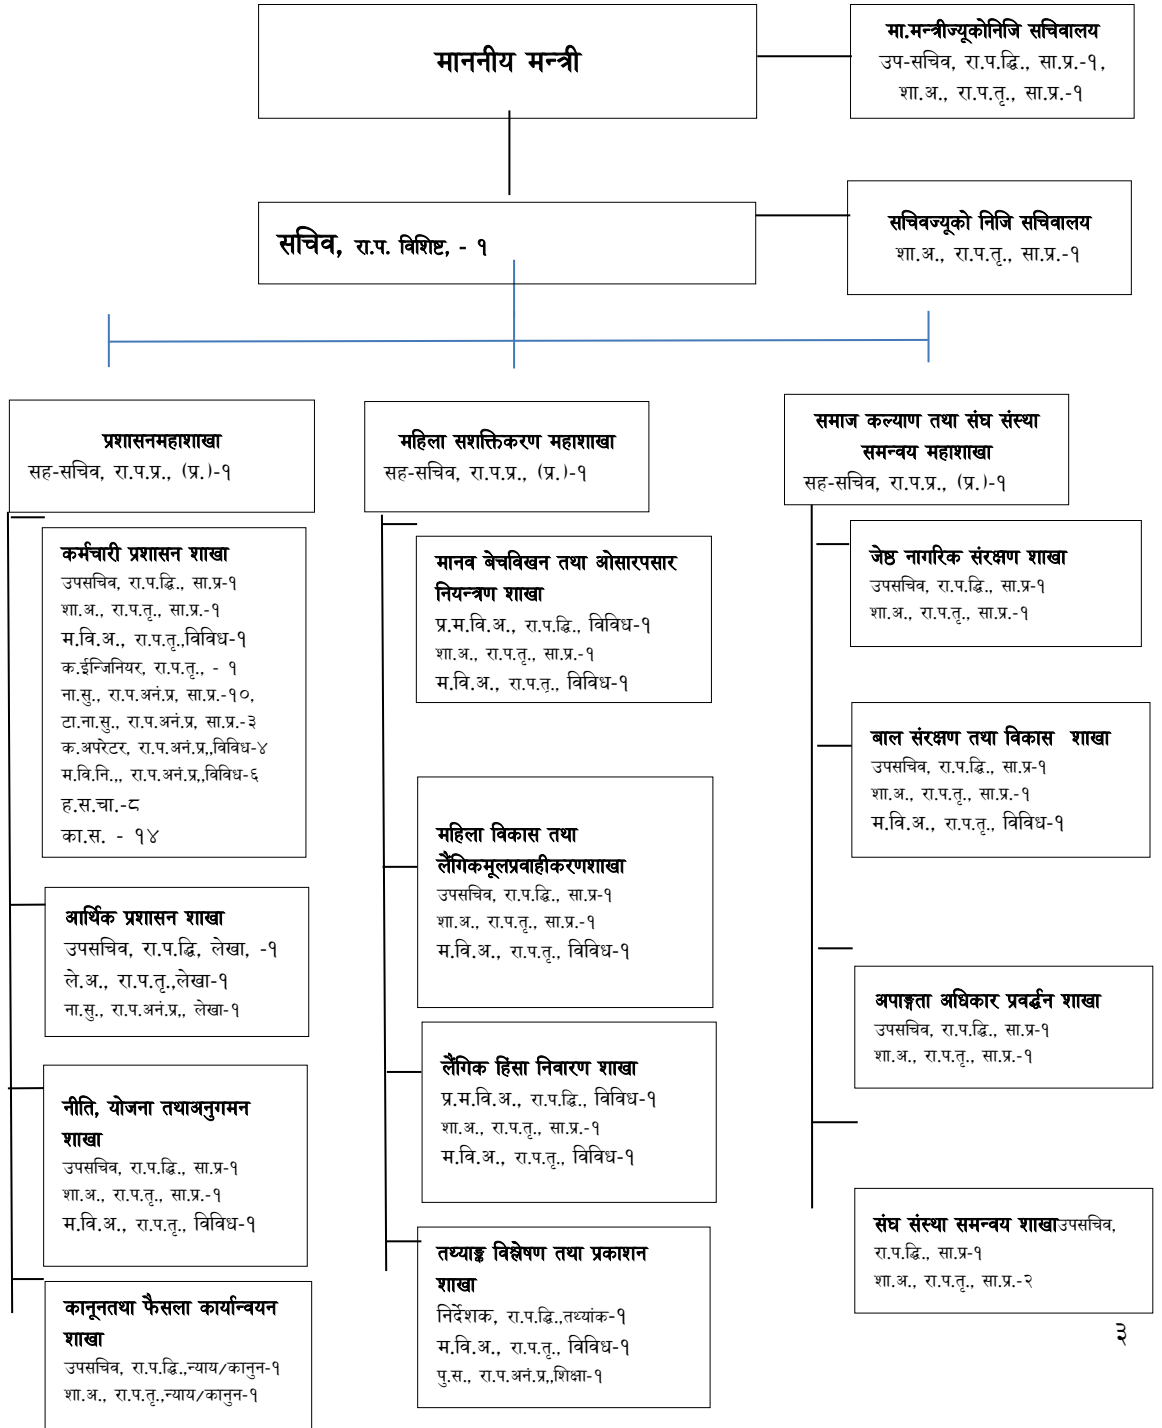 माननीय मन्त्री
मा.मन्त्रीज्यूकोनिजि सचिवालय
उप-सचिव, रा.प.द्धि., सा.प्र.-१,
शा.अ., रा.प.तृ., सा.प्र.-१
सचिव, रा.प. विशिष्ट, - १
सचिवज्यूको निजि सचिवालय
शा.अ., रा.प.तृ., सा.प्र.-१
प्रशासनमहाशाखा
सह-सचिव, रा.प.प्र., (प्र.)-१
कर्मचारी प्रशासन शाखा
उपसचिव, रा.प.द्धि., सा.प्र-१
शा.अ., रा.प.तृ., सा.प्र.-१
म.वि.अ., रा.प.तृ.,विविध-१
क.ईन्जिनियर, रा.प.तृ., - १
ना.सु., रा.प.अनं.प्र, सा.प्र.-१०,
टा.ना.सु., रा.प.अनं.प्र, सा.प्र.-३
क.अपरेटर, रा.प.अनं.प्र,,विविध-४
म.वि.नि.,, रा.प.अनं.प्र,,विविध-६
ह.स.चा.-८
का.स. - १४
आर्थिक प्रशासन शाखा
उपसचिव, रा.प.द्धि, लेखा, -१
ले.अ., रा.प.तृ.,लेखा-१
ना.सु., रा.प.अनं.प्र,, लेखा-१
नीति, योजना तथाअनुगमन
शाखा
उपसचिव, रा.प.द्धि., सा.प्र-१
शा.अ., रा.प.तृ., सा.प्र.-१
म.वि.अ., रा.प.तृ., विविध-१
कानूनतथा फैसला कार्यान्वयन
शाखा
उपसचिव, रा.प.द्धि.,न्याय/कानुन-१
शा.अ., रा.प.तृ.,न्याय/कानुन-१
महिला सशक्तिकरण महाशाखा
सह-सचिव, रा.प.प्र., (प्र.)-१
मानव बेचविखन तथा ओसारपसार
नियन्त्रण शाखा
प्र.म.वि.अ., रा.प.द्धि., विविध-१
शा.अ., रा.प.तृ., सा.प्र.-१
म.वि.अ., रा.प.तृ., विविध-१
महिला विकास तथा
लैंगिकमूलप्रवाहीकरणशाखा
उपसचिव, रा.प.द्धि., सा.प्र-१
शा.अ., रा.प.तृ., सा.प्र.-१
म.वि.अ., रा.प.तृ., विविध-१
लैंगिक हिंसा निवारण शाखा
प्र.म.वि.अ., रा.प.द्धि., विविध-१
शा.अ., रा.प.तृ., सा.प्र.-१
म.वि.अ., रा.प.तृ., विविध-१
तथ्याङ्क विश्लेषण तथा प्रकाशन
शाखा
निर्देशक, रा.प.द्धि.,तथ्यांक-१
म.वि.अ., रा.प.तृ., विविध-१
पु.स., रा.प.अनं.प्र,,शिक्षा-१
समाज कल्याण तथा संघ संस्था
समन्वय महाशाखा
सह-सचिव, रा.प.प्र., (प्र.)-१
जेष्ठ नागरिक संरक्षण शाखा
उपसचिव, रा.प.द्धि., सा.प्र-१
शा.अ., रा.प.तृ., सा.प्र.-१
बाल संरक्षण तथा विकास शाखा
उपसचिव, रा.प.द्धि., सा.प्र-१
शा.अ., रा.प.तृ., सा.प्र.-१
म.वि.अ., रा.प.तृ., विविध-१
अपाङ्गता अधिकार प्रवर्द्धन शाखा
उपसचिव, रा.प.द्धि., सा.प्र-१
शा.अ., रा.प.तृ., सा.प्र.-१
संघ संस्था समन्वय शाखाउपसचिव,
रा.प.द्धि., सा.प्र-१
शा.अ., रा.प.तृ., सा.प्र.-२
३